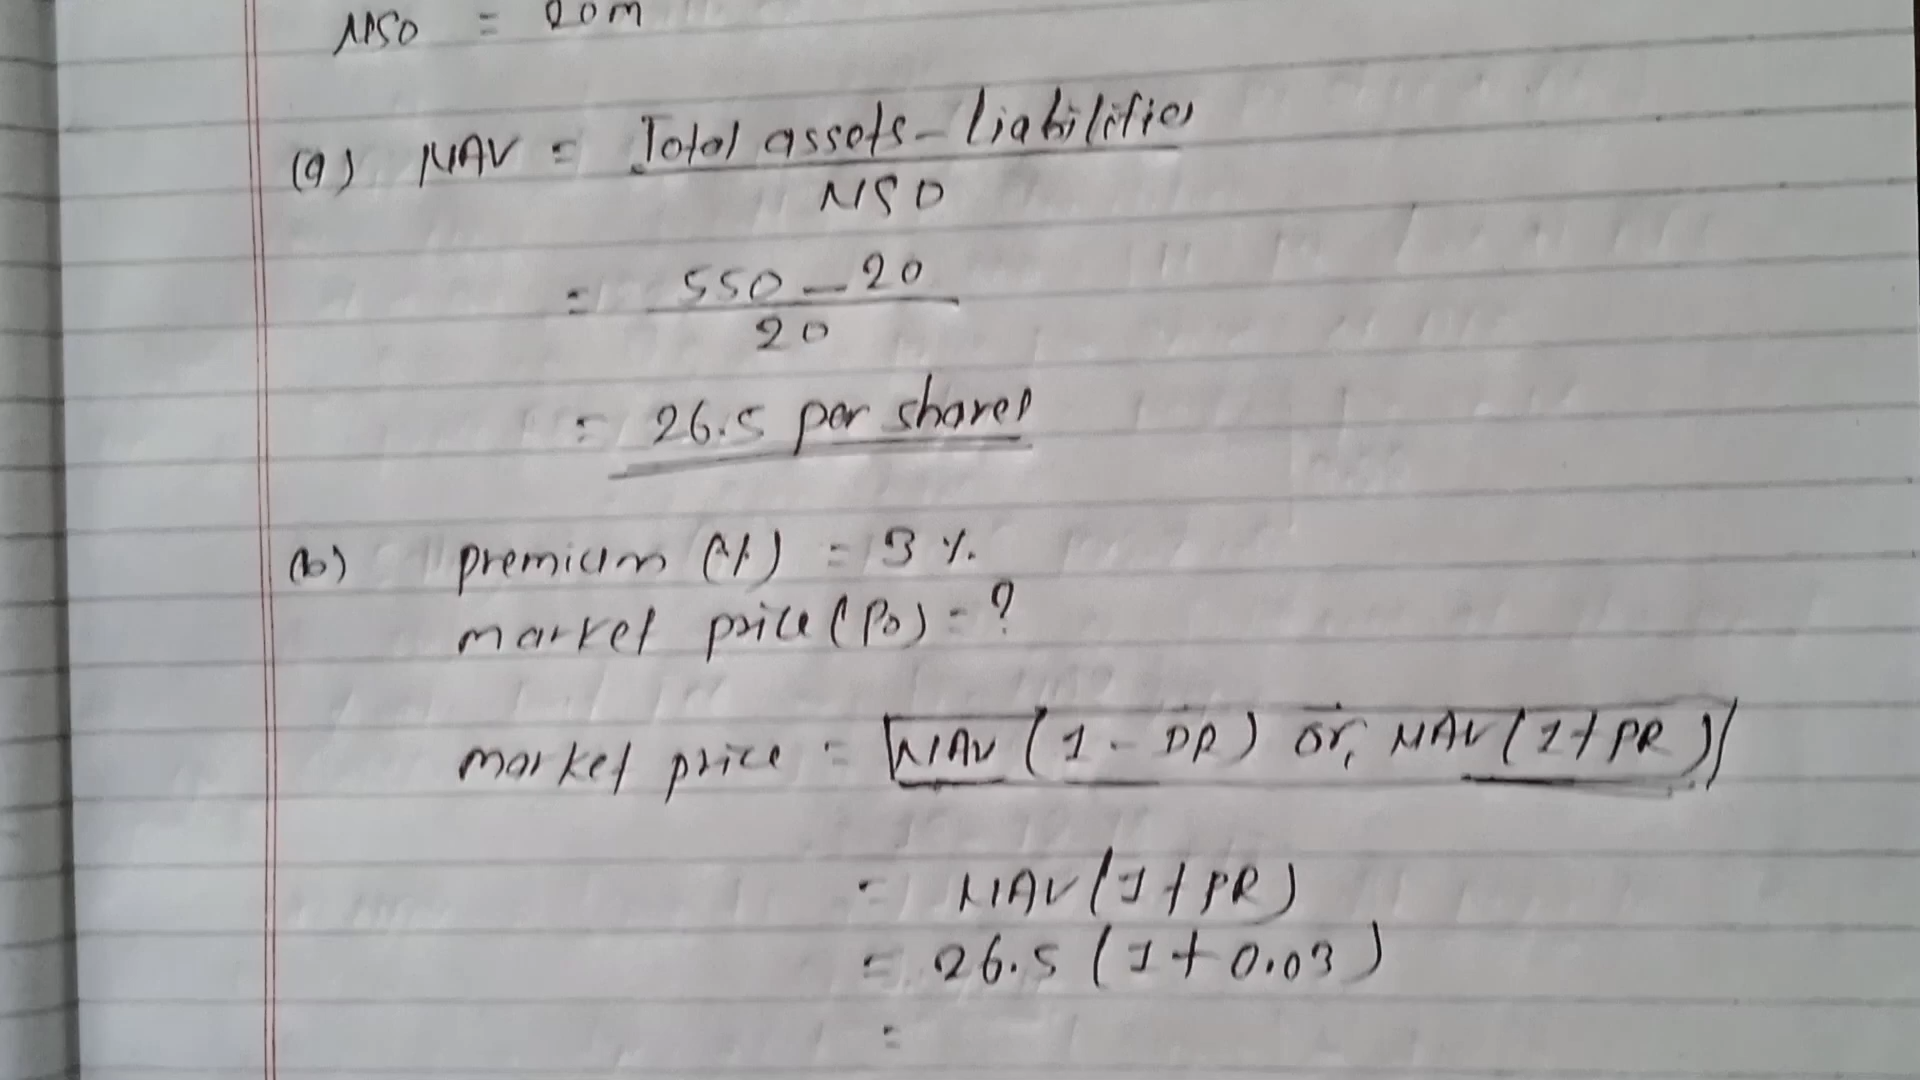 NSO = 20m
(a) NAV = Total assets - liabilities
NSO
= 550 - 20
20
= 26.5 per shares
(b) premium (%) = 3 %.
market price (P0) = ?
market price = NAV (1 - DR) or, NAV (1 + PR)
= NAV (1 + PR)
= 26.5 (1 + 0.03)
=